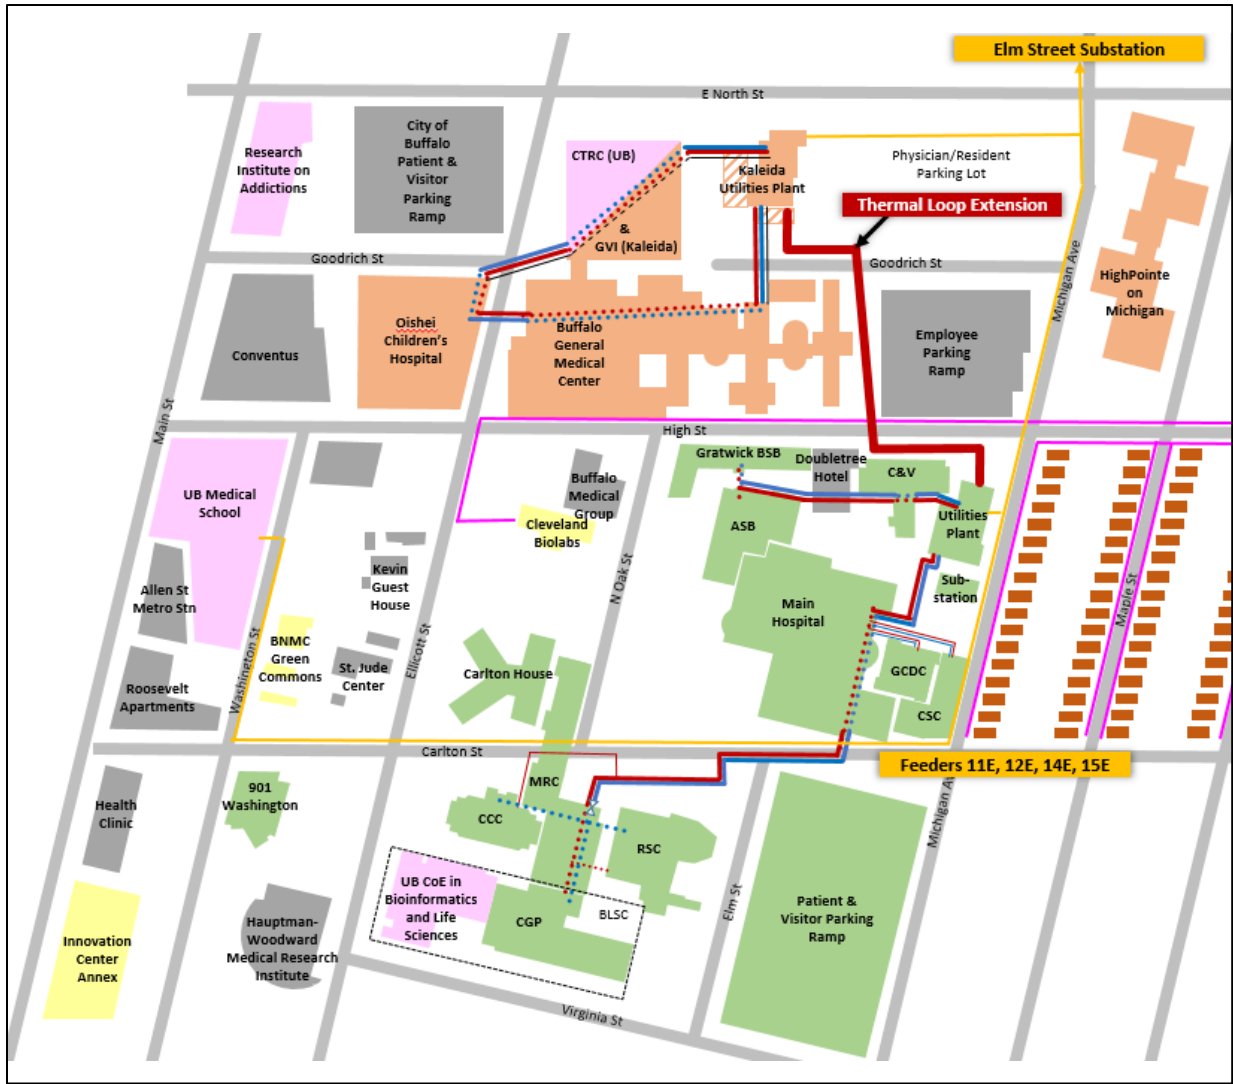 Elm Street Substation
E North St
City of
Buffalo
Patient &
Visitor
Parking
Ramp
Research
Institute on
Addictions
CTRC (UB)
Physician/Resident
Parking Lot
Kaleida
Utilities Plant
Thermal Loop Extension
&
GVI (Kaleida)
Goodrich St
Goodrich St
Michigan Ave
HighPointe
on
Michigan
Oishei
Children's
Hospital
Buffalo
General
Medical
Center
Conventus
Employee
Parking
Ramp
Main St
High St
Gratwick BSB
Doubletree
Hotel
C&V
Buffalo
Medical
Group
UB Medical
School
Cleveland
Biolabs
ASB
Utilities
Plant
Kevin
Guest
House
Allen St
Metro Stn
N Oak St
Sub-
station
Maple St
Main
Hospital
BNMC
Green
Commons
Ellicott St
Washington St
St. Jude
Center
Carlton House
GCDC
Roosevelt
Apartments
CSC
Carlton St
Feeders 11E, 12E, 14E, 15E
MRC
901
Washington
Health
Clinic
CCC
RSC
Michigan Av
UB CoE in
Bioinformatics
and Life
Sciences
CGP
BLSC
Elm St
Patient &
Visitor Parking
Ramp
Innovation
Center
Annex
Hauptman-
Woodward
Medical Research
Institute
Virginia St